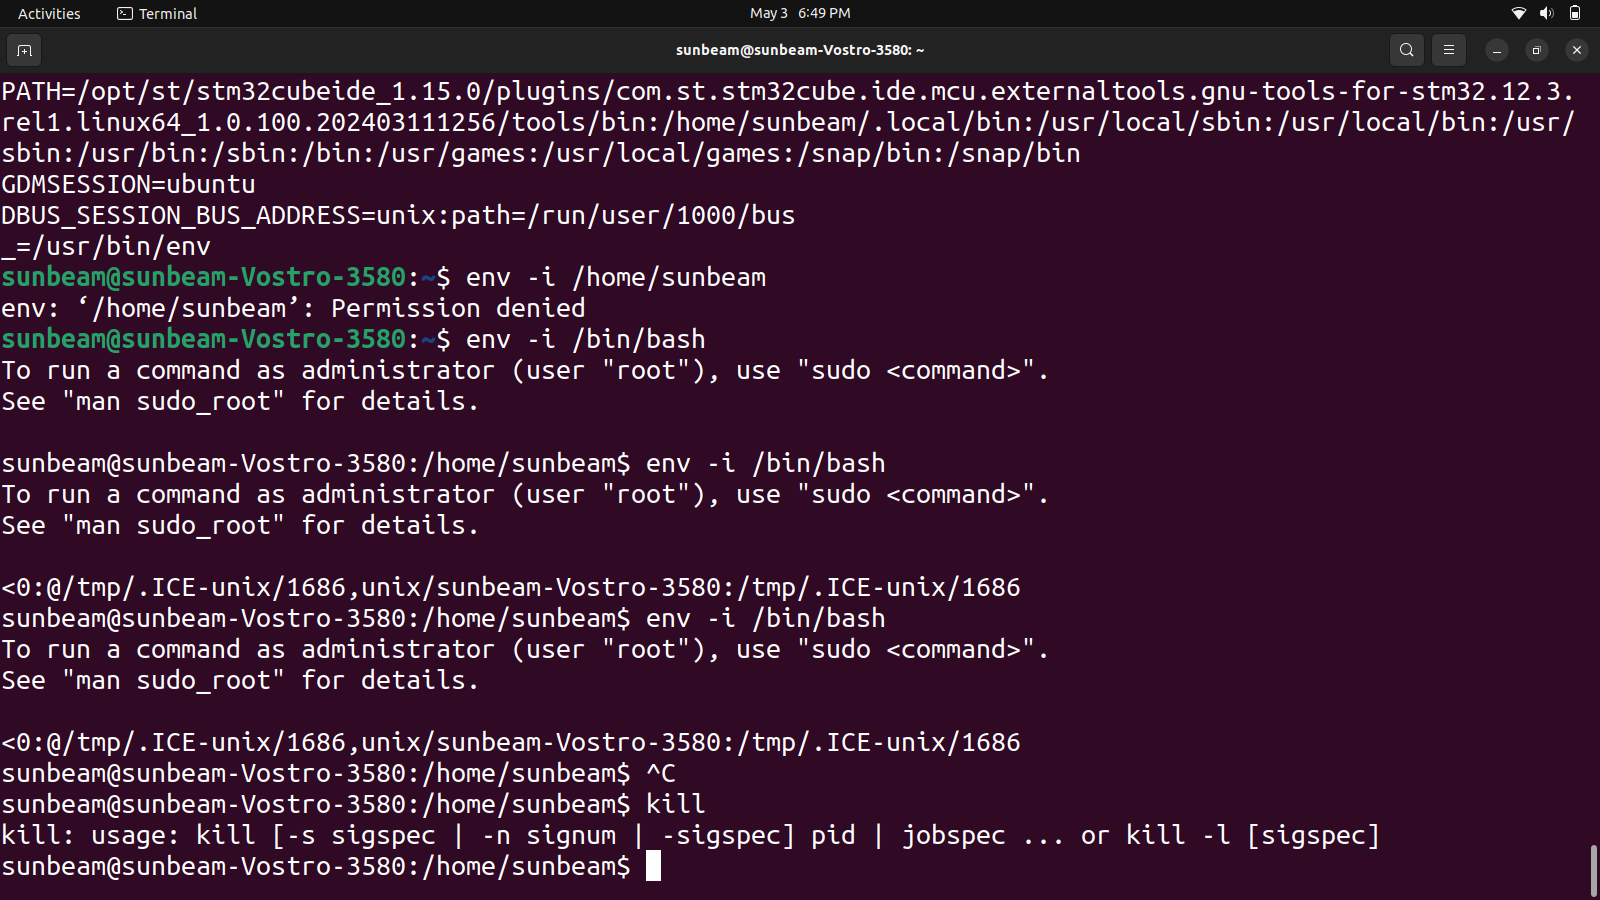 Activities Terminal May 3 6:49 PM
sunbeam@sunbeam-Vostro-3580: ~
PATH=/opt/st/stm32cubeide_1.15.0/plugins/com.st.stm32cube.ide.mcu.externaltools.gnu-tools-for-stm32.12.3.
rel1.linux64_1.0.100.202403111256/tools/bin:/home/sunbeam/.local/bin:/usr/local/sbin:/usr/local/bin:/usr/
sbin:/usr/bin:/sbin:/bin:/usr/games:/usr/local/games:/snap/bin:/snap/bin
GDMSESSION=ubuntu
DBUS_SESSION_BUS_ADDRESS=unix:path=/run/user/1000/bus
_=/usr/bin/env
sunbeam@sunbeam-Vostro-3580:~$ env -i /home/sunbeam
env: ‘/home/sunbeam’: Permission denied
sunbeam@sunbeam-Vostro-3580:~$ env -i /bin/bash
To run a command as administrator (user "root"), use "sudo <command>".
See "man sudo_root" for details.

sunbeam@sunbeam-Vostro-3580:/home/sunbeam$ env -i /bin/bash
To run a command as administrator (user "root"), use "sudo <command>".
See "man sudo_root" for details.

<0:@/tmp/.ICE-unix/1686,unix/sunbeam-Vostro-3580:/tmp/.ICE-unix/1686
sunbeam@sunbeam-Vostro-3580:/home/sunbeam$ env -i /bin/bash
To run a command as administrator (user "root"), use "sudo <command>".
See "man sudo_root" for details.

<0:@/tmp/.ICE-unix/1686,unix/sunbeam-Vostro-3580:/tmp/.ICE-unix/1686
sunbeam@sunbeam-Vostro-3580:/home/sunbeam$ ^C
sunbeam@sunbeam-Vostro-3580:/home/sunbeam$ kill
kill: usage: kill [-s sigspec | -n signum | -sigspec] pid | jobspec ... or kill -l [sigspec]
sunbeam@sunbeam-Vostro-3580:/home/sunbeam$